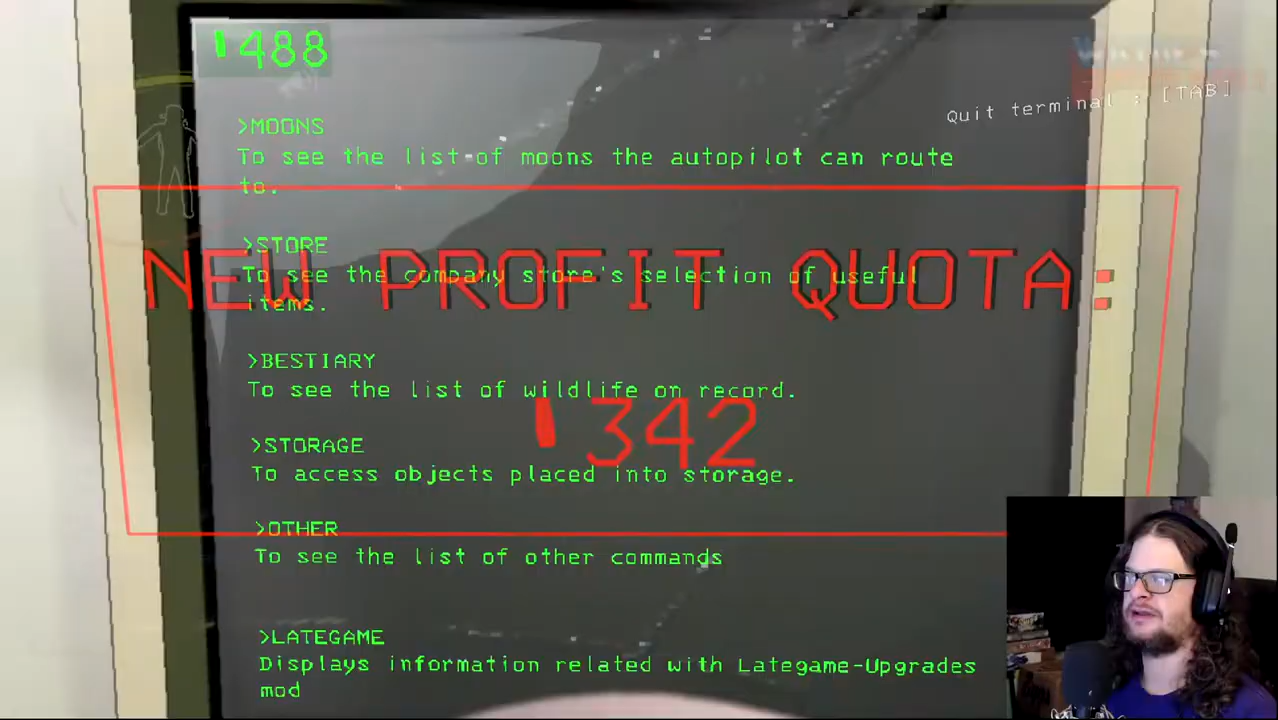 ▮488
Quit terminal : [TAB]
>MOONS
To see the list of moons the autopilot can route
to.
>STORE
To see the company store's selection of useful
items.
NEW PROFIT QUOTA:
>BESTIARY
To see the list of wildlife on record.
▮342
>STORAGE
To access objects placed into storage.
>OTHER
To see the list of other commands
>LATEGAME
Displays information related with Lategame-Upgrades
mod